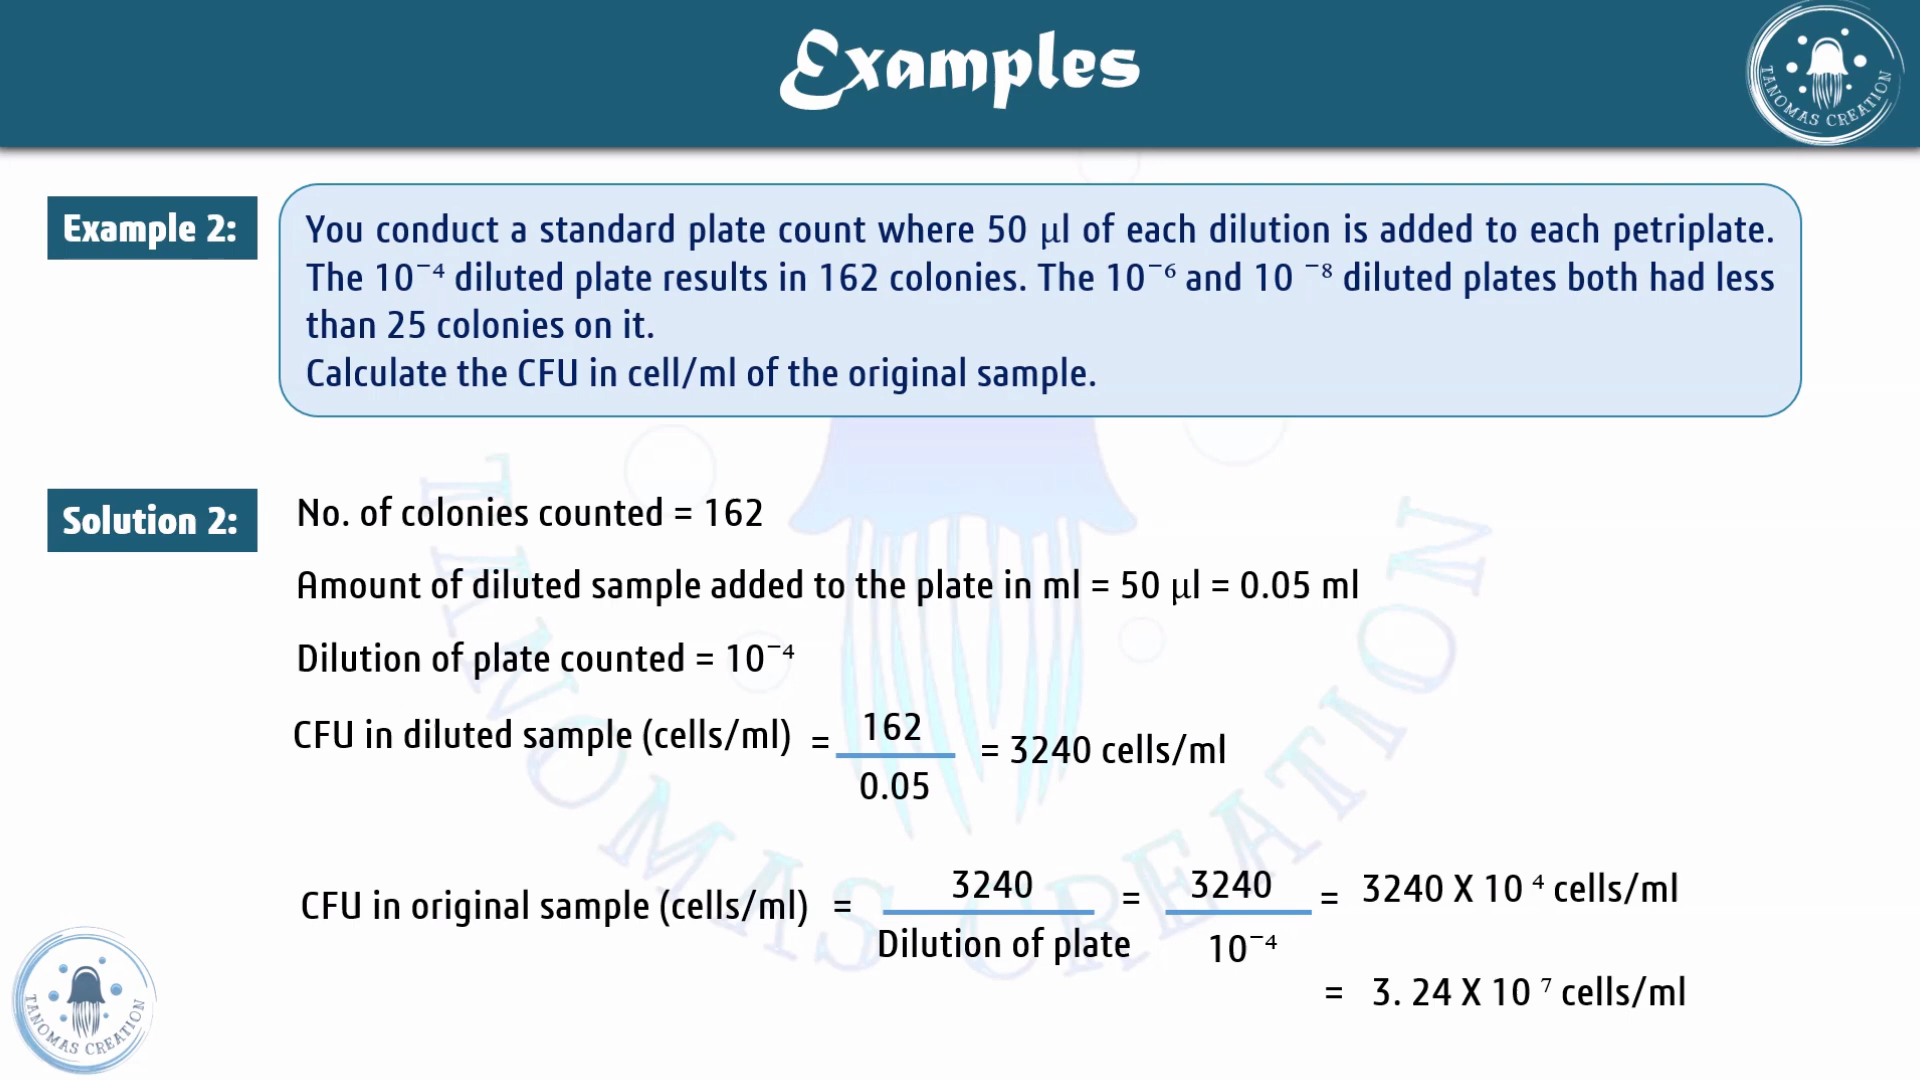 Examples
TANOMAS CREATION
Example 2:
You conduct a standard plate count where 50 μl of each dilution is added to each petriplate.
The 10⁻⁴ diluted plate results in 162 colonies. The 10⁻⁶ and 10 ⁻⁸ diluted plates both had less
than 25 colonies on it.
Calculate the CFU in cell/ml of the original sample.
Solution 2:
No. of colonies counted = 162
Amount of diluted sample added to the plate in ml = 50 μl = 0.05 ml
Dilution of plate counted = 10⁻⁴
CFU in diluted sample (cells/ml) = 162 / 0.05 = 3240 cells/ml
CFU in original sample (cells/ml) = 3240 / Dilution of plate = 3240 / 10⁻⁴ = 3240 X 10 ⁴ cells/ml
= 3. 24 X 10 ⁷ cells/ml
TANOMAS CREATION
TANOMAS CREATION